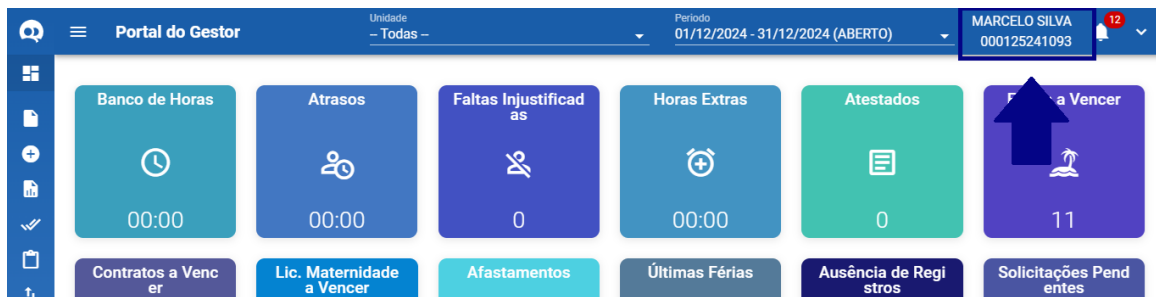 Portal do Gestor
Unidade
-- Todas --
Periodo
01/12/2024 - 31/12/2024 (ABERTO)
MARCELO SILVA
000125241093
12
Banco de Horas
Atrasos
Faltas Injustificad
as
Horas Extras
Atestados
a Vencer
00:00
00:00
0
00:00
0
11
Contratos a Venc
er
Lic. Maternidade
a Vencer
Afastamentos
Últimas Férias
Ausência de Regi
stros
Solicitações Pend
entes